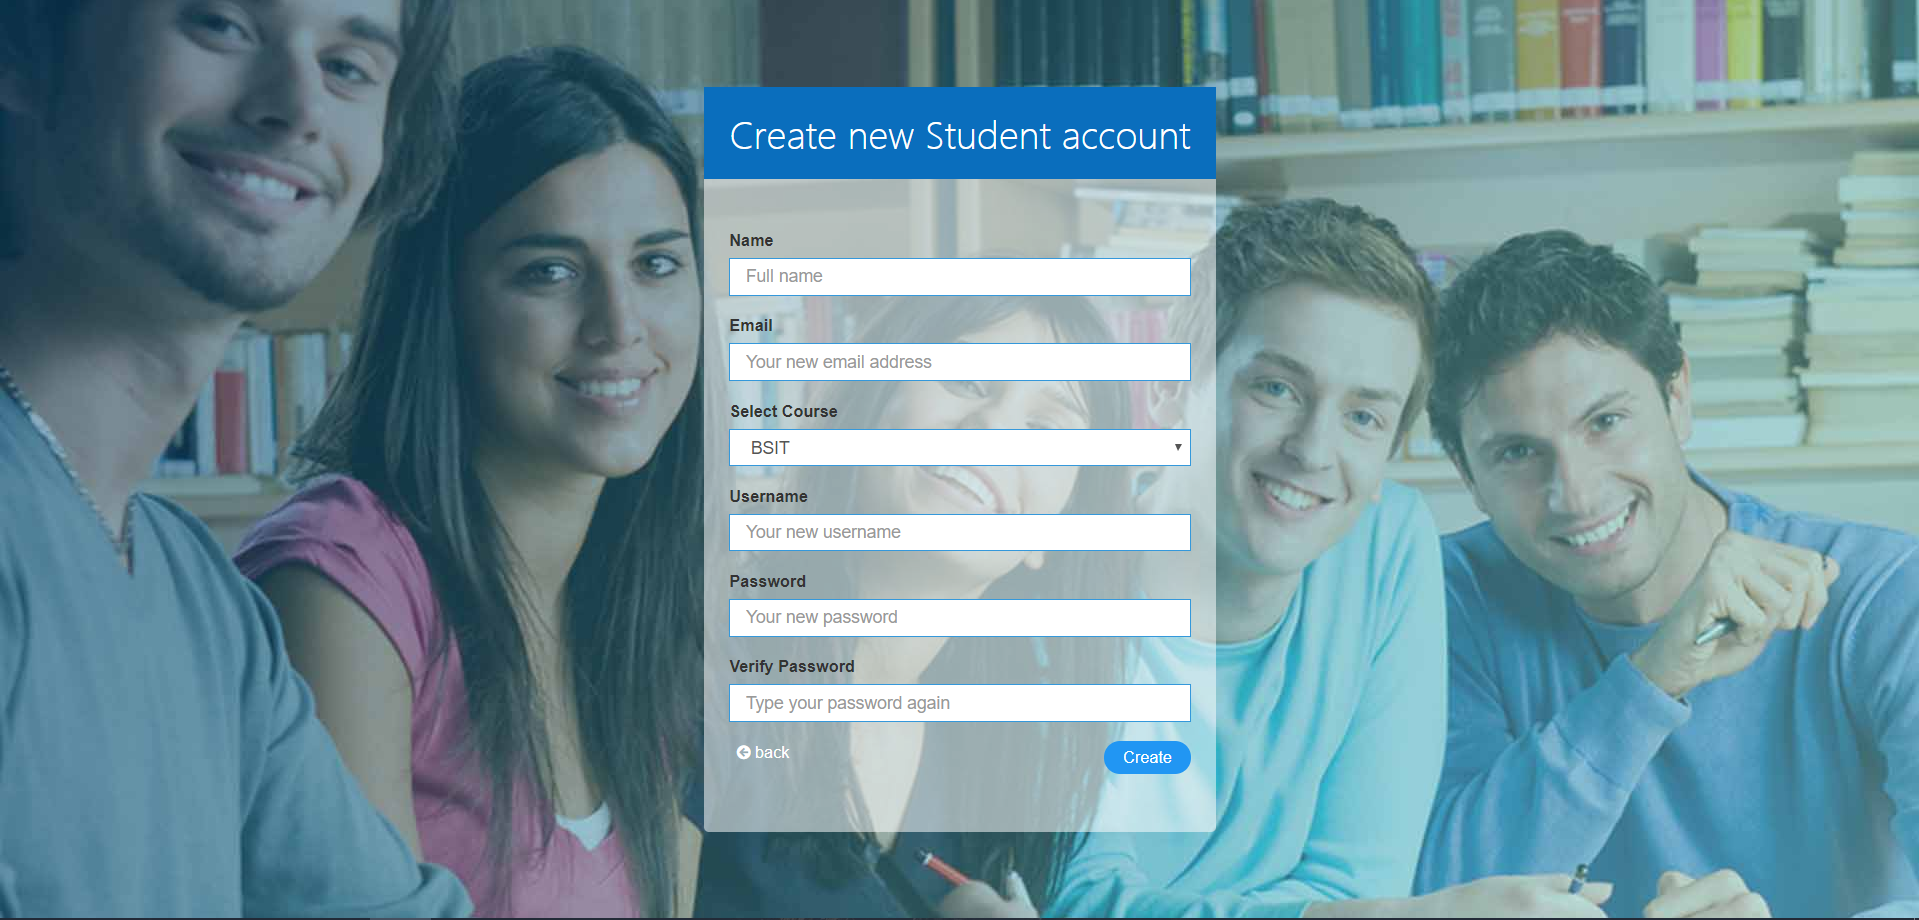 Create new Student account
Name
Full name
Email
Your new email address
Select Course
BSIT
Username
Your new username
Password
Your new password
Verify Password
Type your password again
back
Create